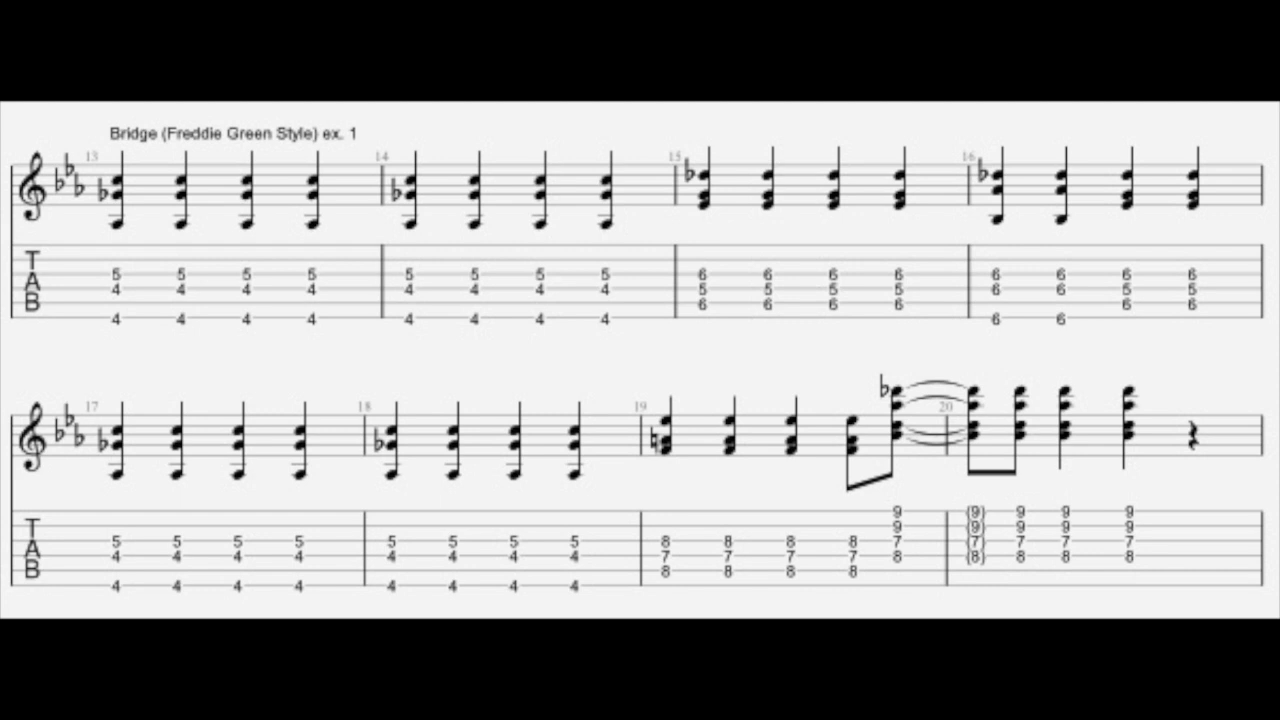 Bridge (Freddie Green Style) ex. 1
13 14 15 16
T 5 5 5 5 5 5 5 5 6 6 6 6 6 6 6 6
A 4 4 4 4 4 4 4 4 5 5 5 5 6 6 5 5
B 6 6 6 6 6 6
4 4 4 4 4 4 4 4 6 6
17 18 19 20
9 (9) 9 9 9
T 9 (9) 9 9 9
5 5 5 5 5 5 5 5 8 8 8 8 7 (7) 7 7 7
A 4 4 4 4 4 4 4 4 7 7 7 7 8 (8) 8 8 8
B 8 8 8 8
4 4 4 4 4 4 4 4